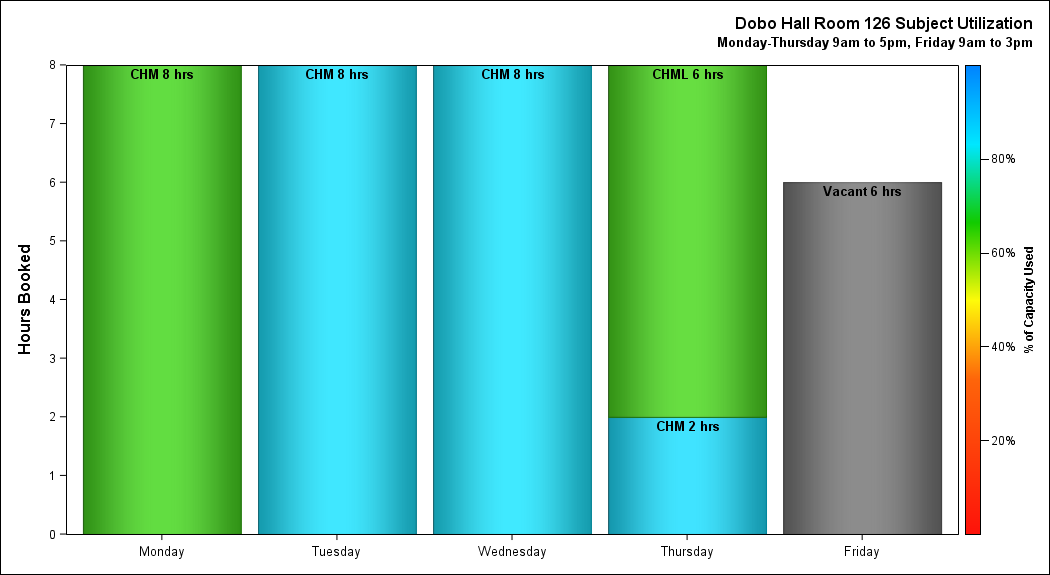 Dobo Hall Room 126 Subject Utilization
Monday-Thursday 9am to 5pm, Friday 9am to 3pm
Hours Booked
8
7
6
5
4
3
2
1
0
CHM 8 hrs
CHM 8 hrs
CHM 8 hrs
CHML 6 hrs
CHM 2 hrs
Vacant 6 hrs
Monday
Tuesday
Wednesday
Thursday
Friday
80%
60%
40%
20%
% of Capacity Used